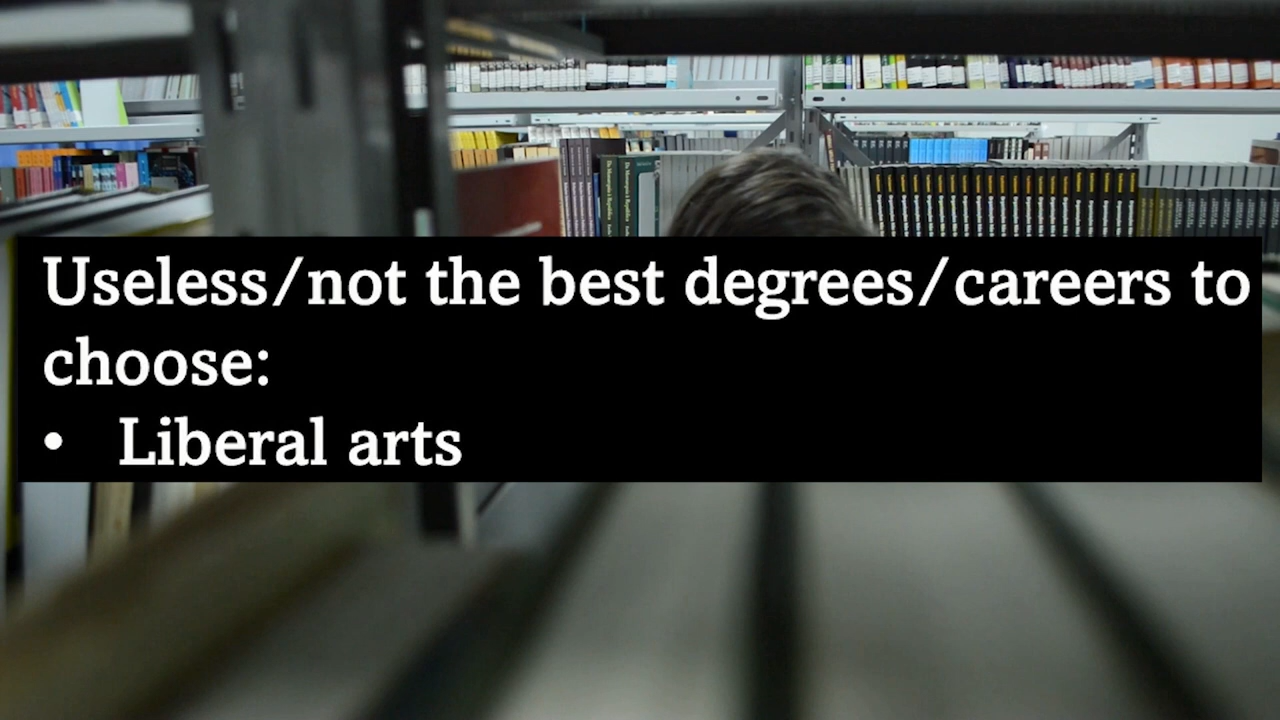 Useless/not the best degrees/careers to
choose:
• Liberal arts